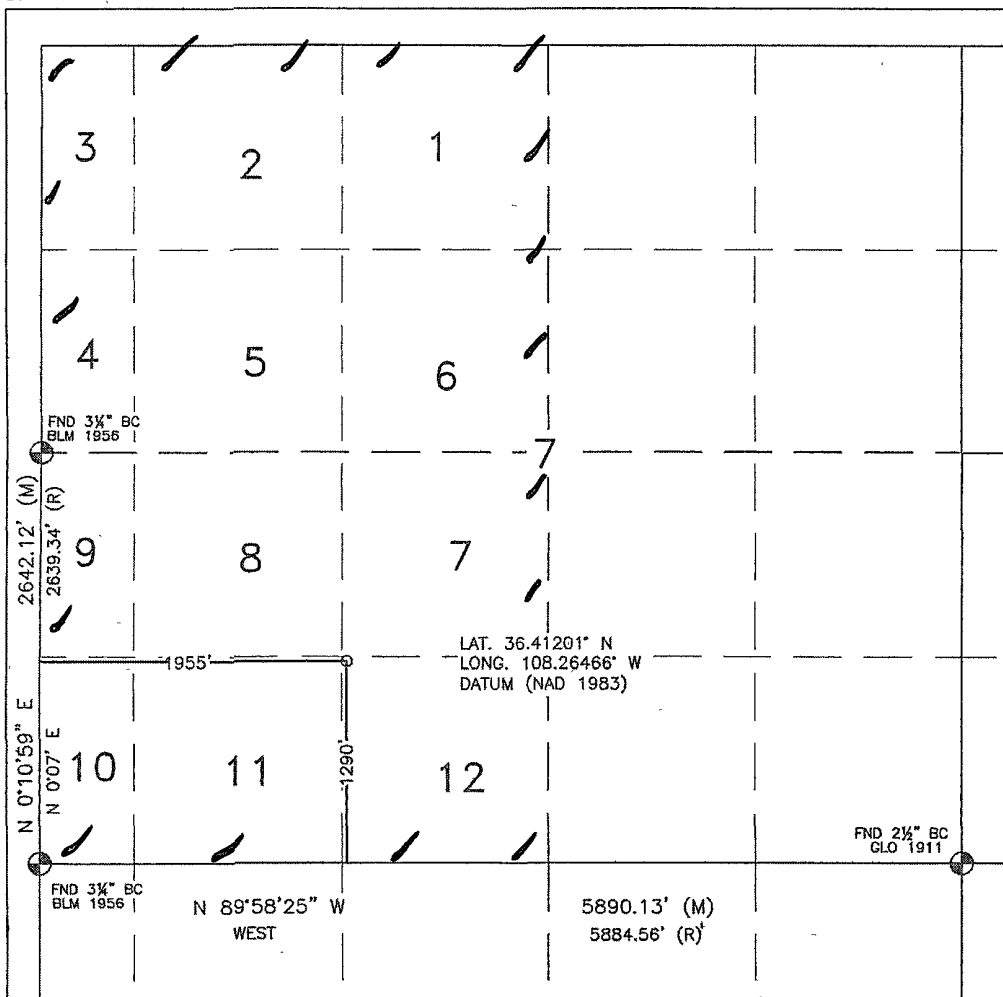 3
2
1
4
5
6
FND 3¼" BC
BLM 1956
7
2642.12' (M)
2639.34' (R)
9
8
7
LAT. 36.41201° N
LONG. 108.26466° W
DATUM (NAD 1983)
1955'
N 0°10'59" E
N 0°07' E
10
11
1290'
12
FND 2½" BC
GLO 1911
FND 3¼" BC
BLM 1956
N 89°58'25" W
5890.13' (M)
WEST
5884.56' (R)